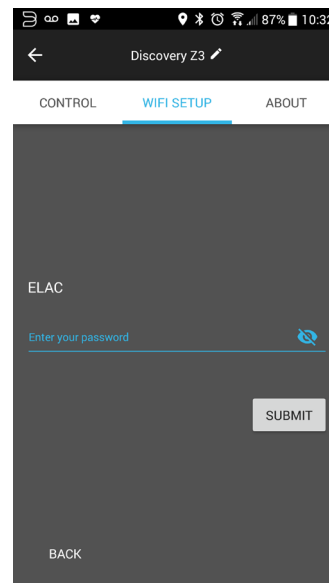 87% 10:32
Discovery Z3
CONTROL WIFI SETUP ABOUT
ELAC
Enter your password
SUBMIT
BACK